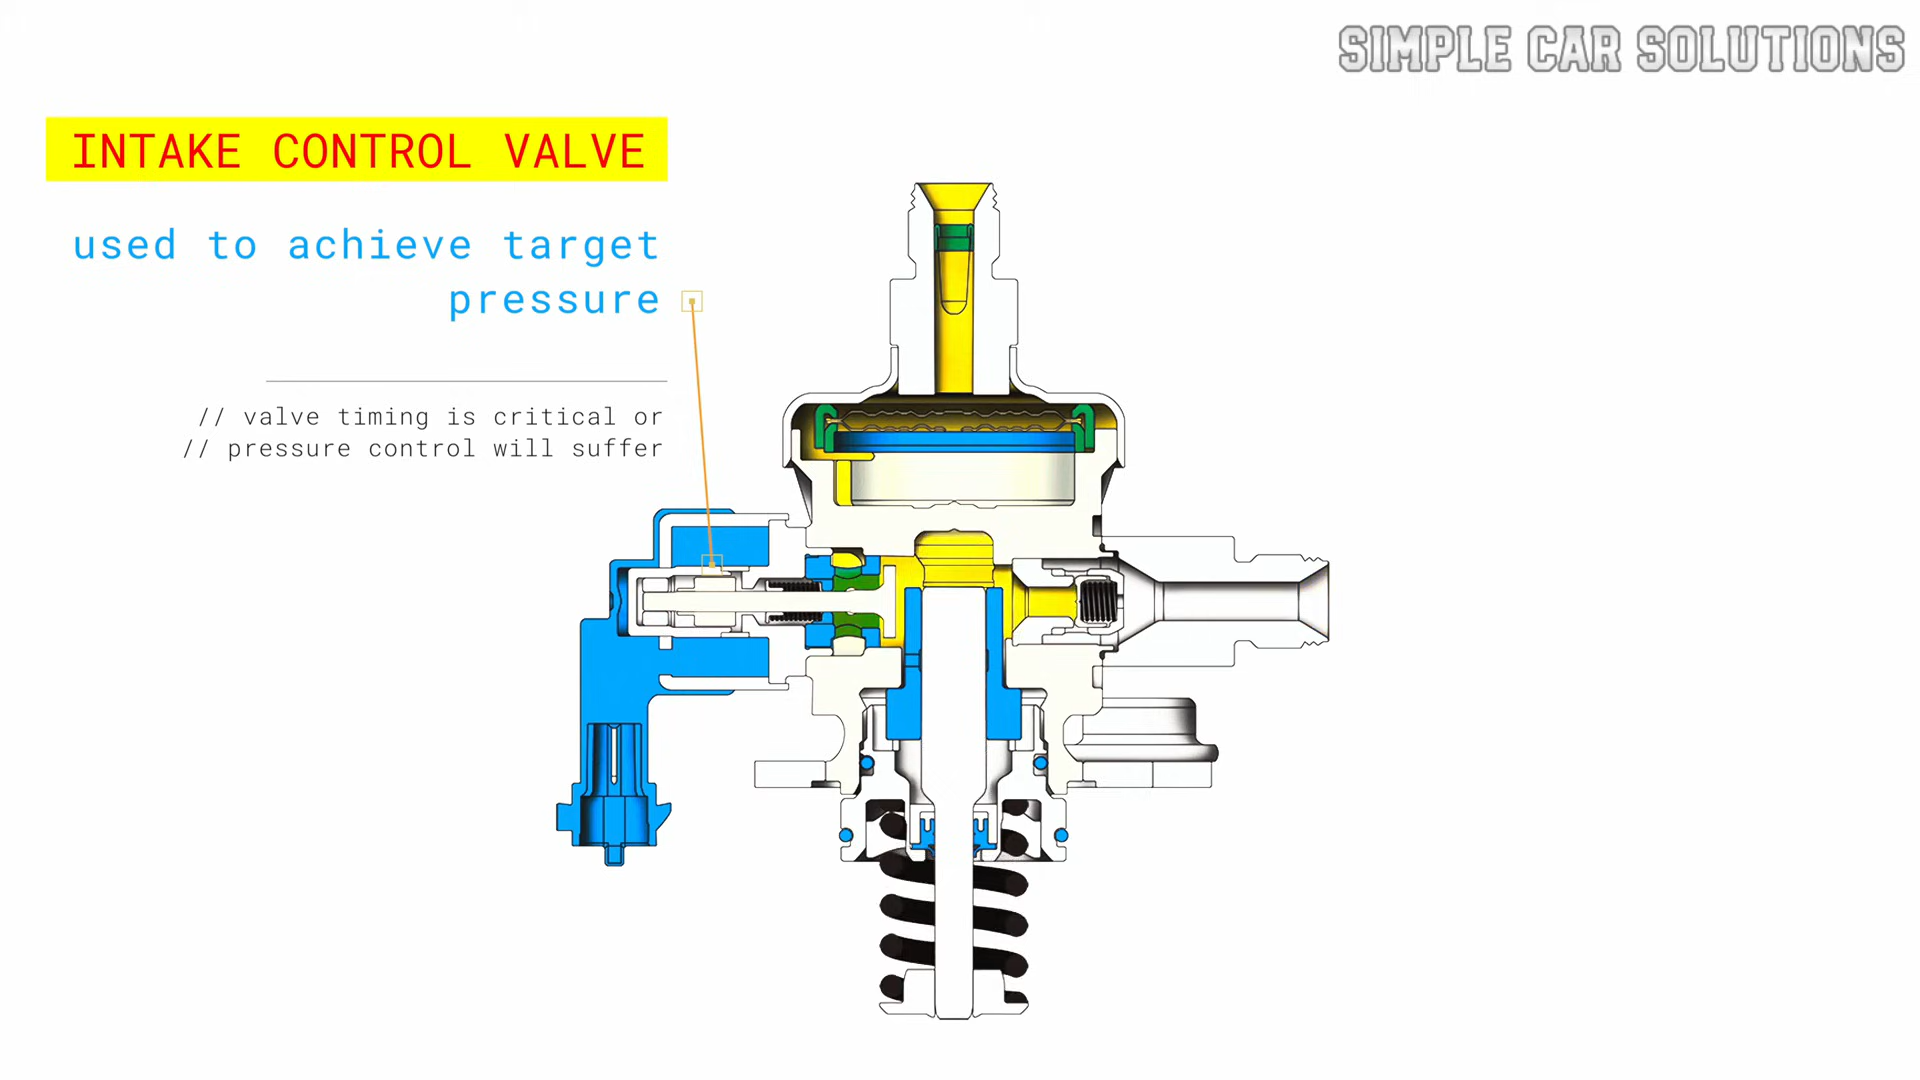 SIMPLE CAR SOLUTIONS
INTAKE CONTROL VALVE
used to achieve target
pressure
// valve timing is critical or
// pressure control will suffer